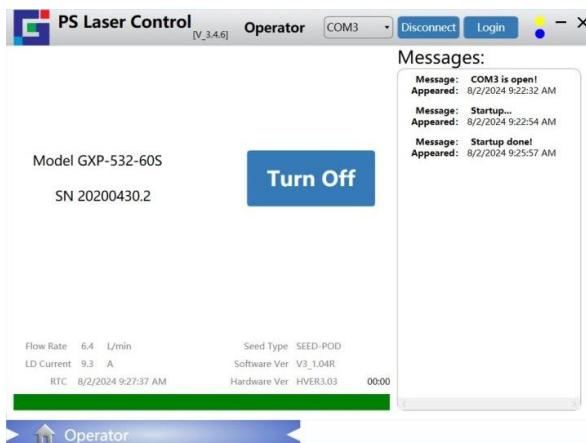 PS Laser Control
[V_3.4.6]
Operator
COM3
Disconnect
Login
Messages:
Message: COM3 is open!
Appeared: 8/2/2024 9:22:32 AM
Message: Startup...
Appeared: 8/2/2024 9:22:54 AM
Message: Startup done!
Appeared: 8/2/2024 9:25:57 AM
Model GXP-532-60S
SN 20200430.2
Turn Off
Flow Rate 6.4 L/min
LD Current 9.3 A
RTC 8/2/2024 9:27:37 AM
Seed Type SEED-POD
Software Ver V3_1.04R
Hardware Ver HVER3.03
00:00
Operator